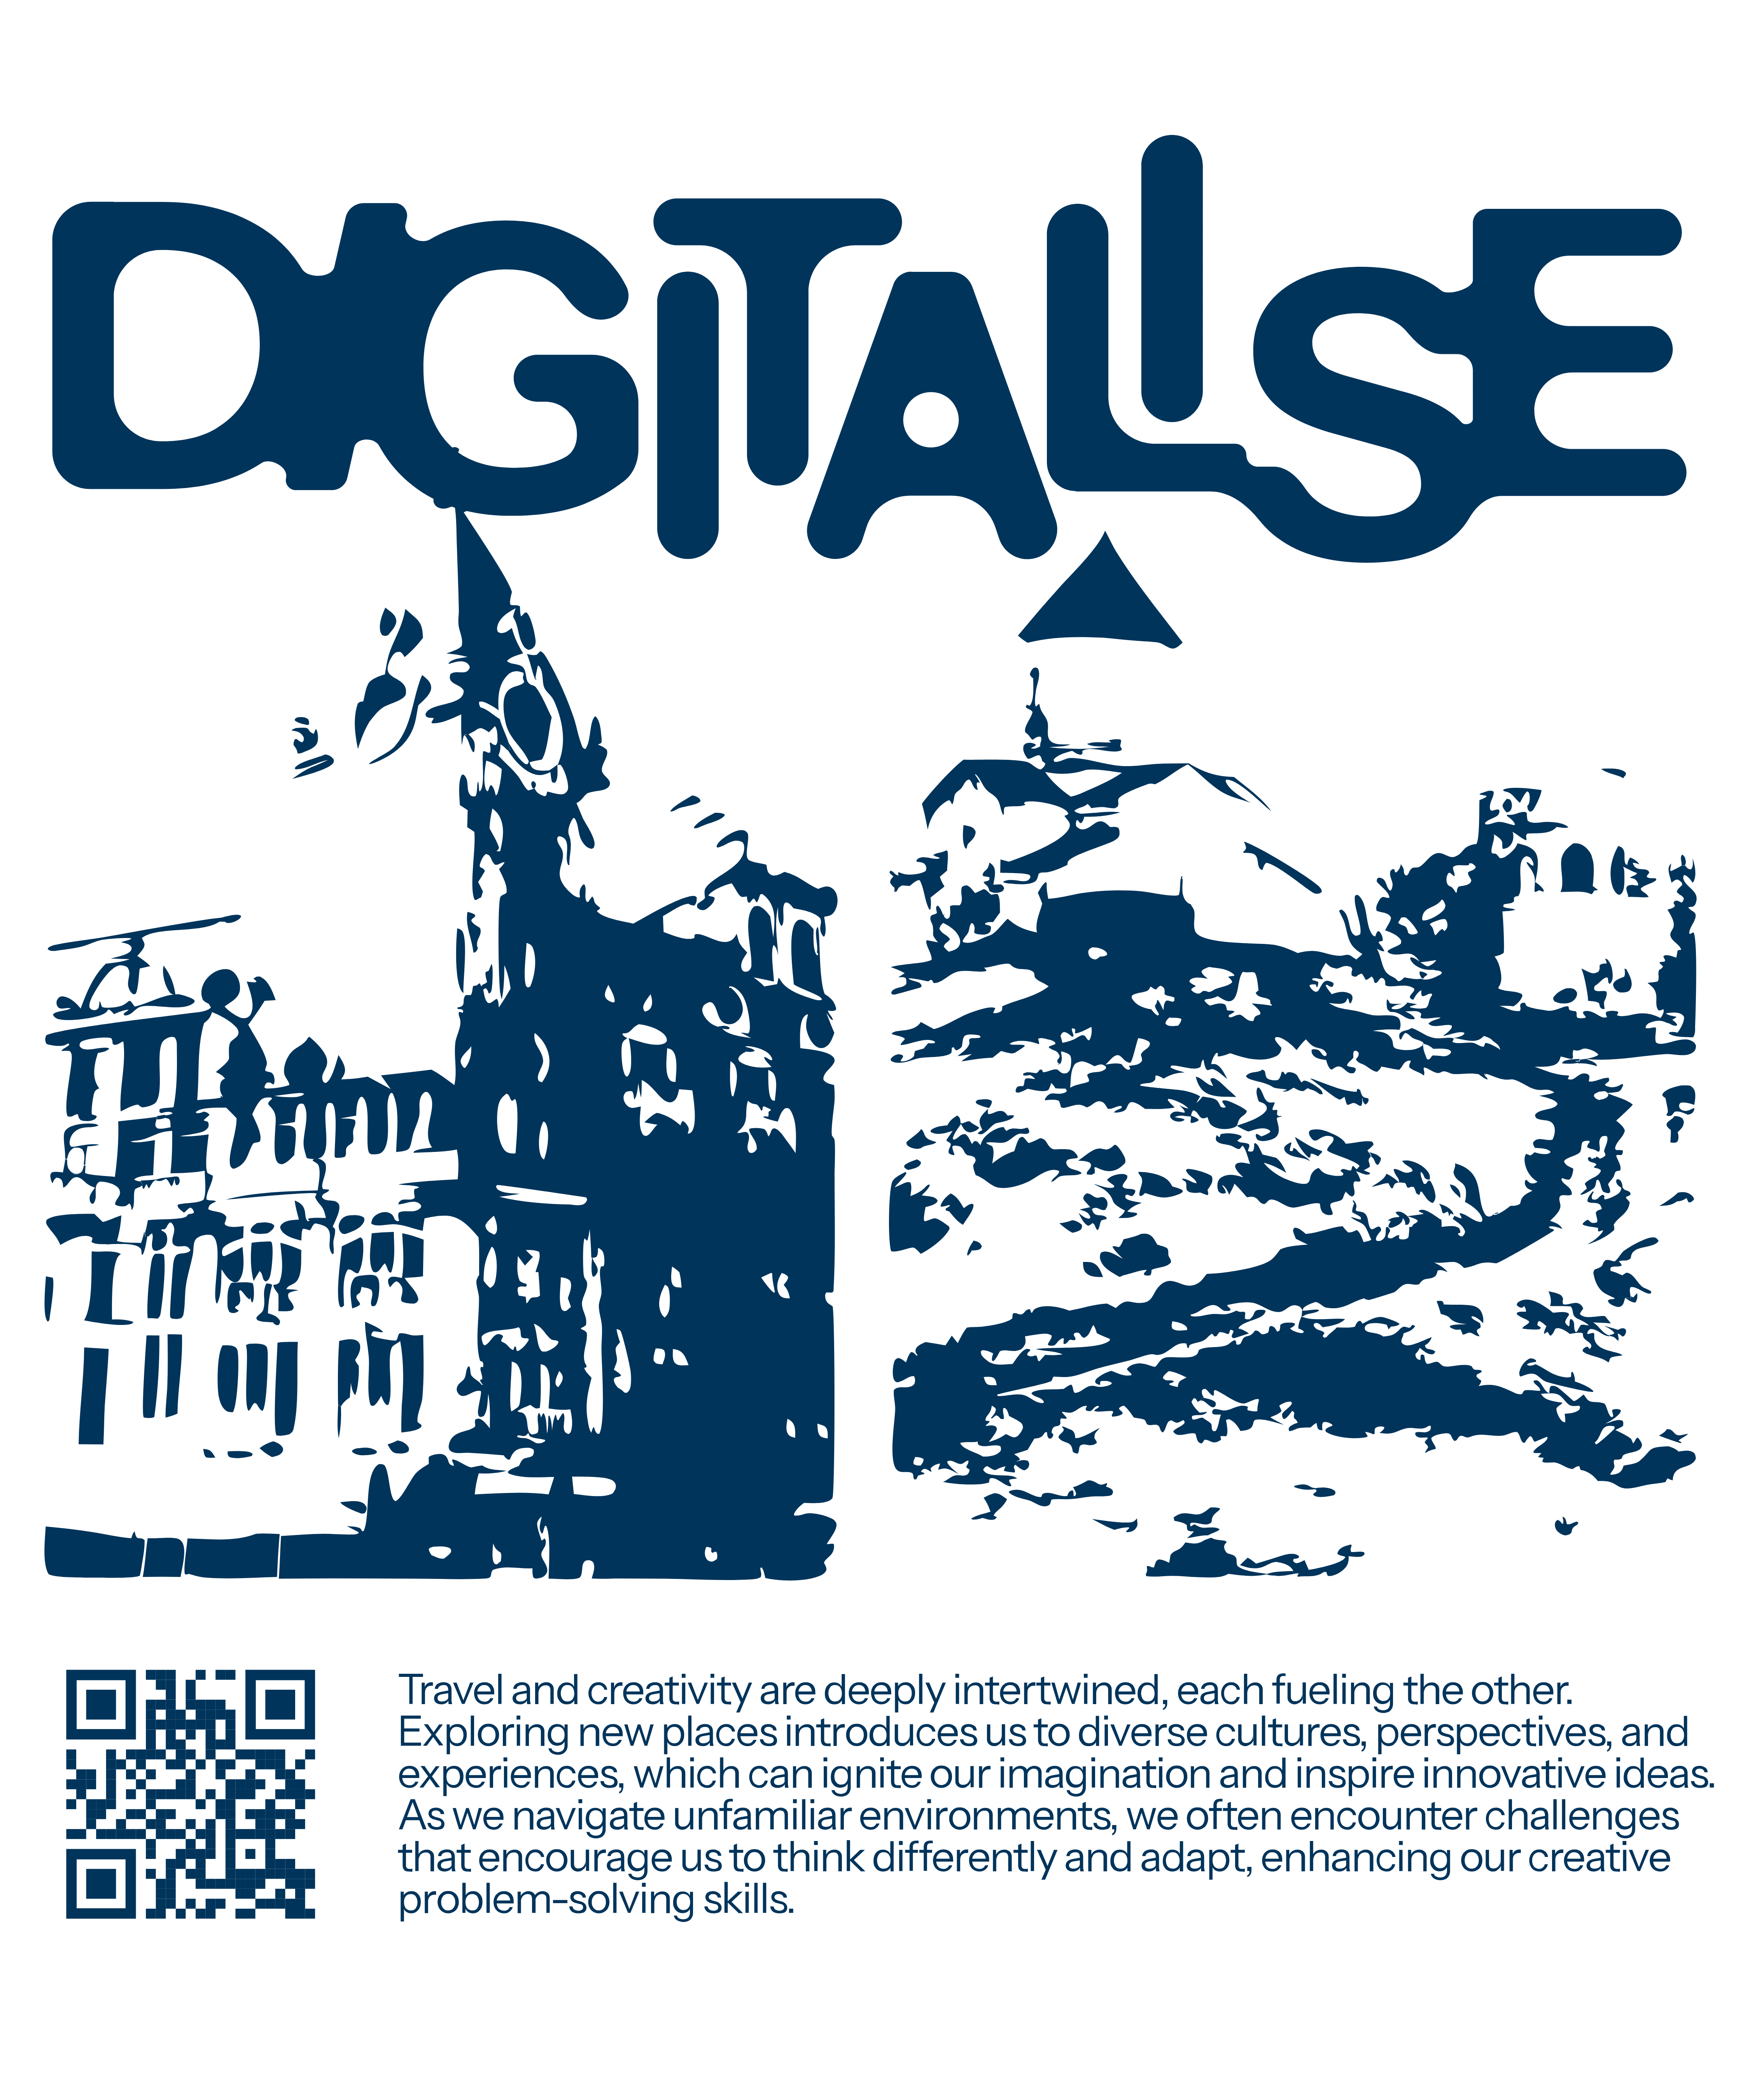 DIGITALISE
Travel and creativity are deeply intertwined, each fueling the other.
Exploring new places introduces us to diverse cultures, perspectives, and
experiences, which can ignite our imagination and inspire innovative ideas.
As we navigate unfamiliar environments, we often encounter challenges
that encourage us to think differently and adapt, enhancing our creative
problem-solving skills.